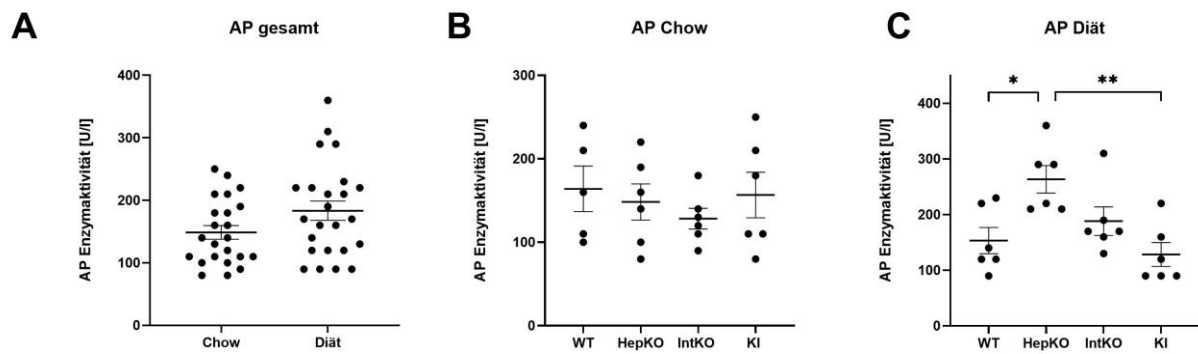 A
AP gesamt
AP Enzymaktivität [U/l]
400
300
200
100
0
Chow Diät
B
AP Chow
AP Enzymaktivität [U/l]
300
200
100
0
WT HepKO IntKO KI
C
AP Diät
AP Enzymaktivität [U/l]
* **
400
300
200
100
0
WT HepKO IntKO KI